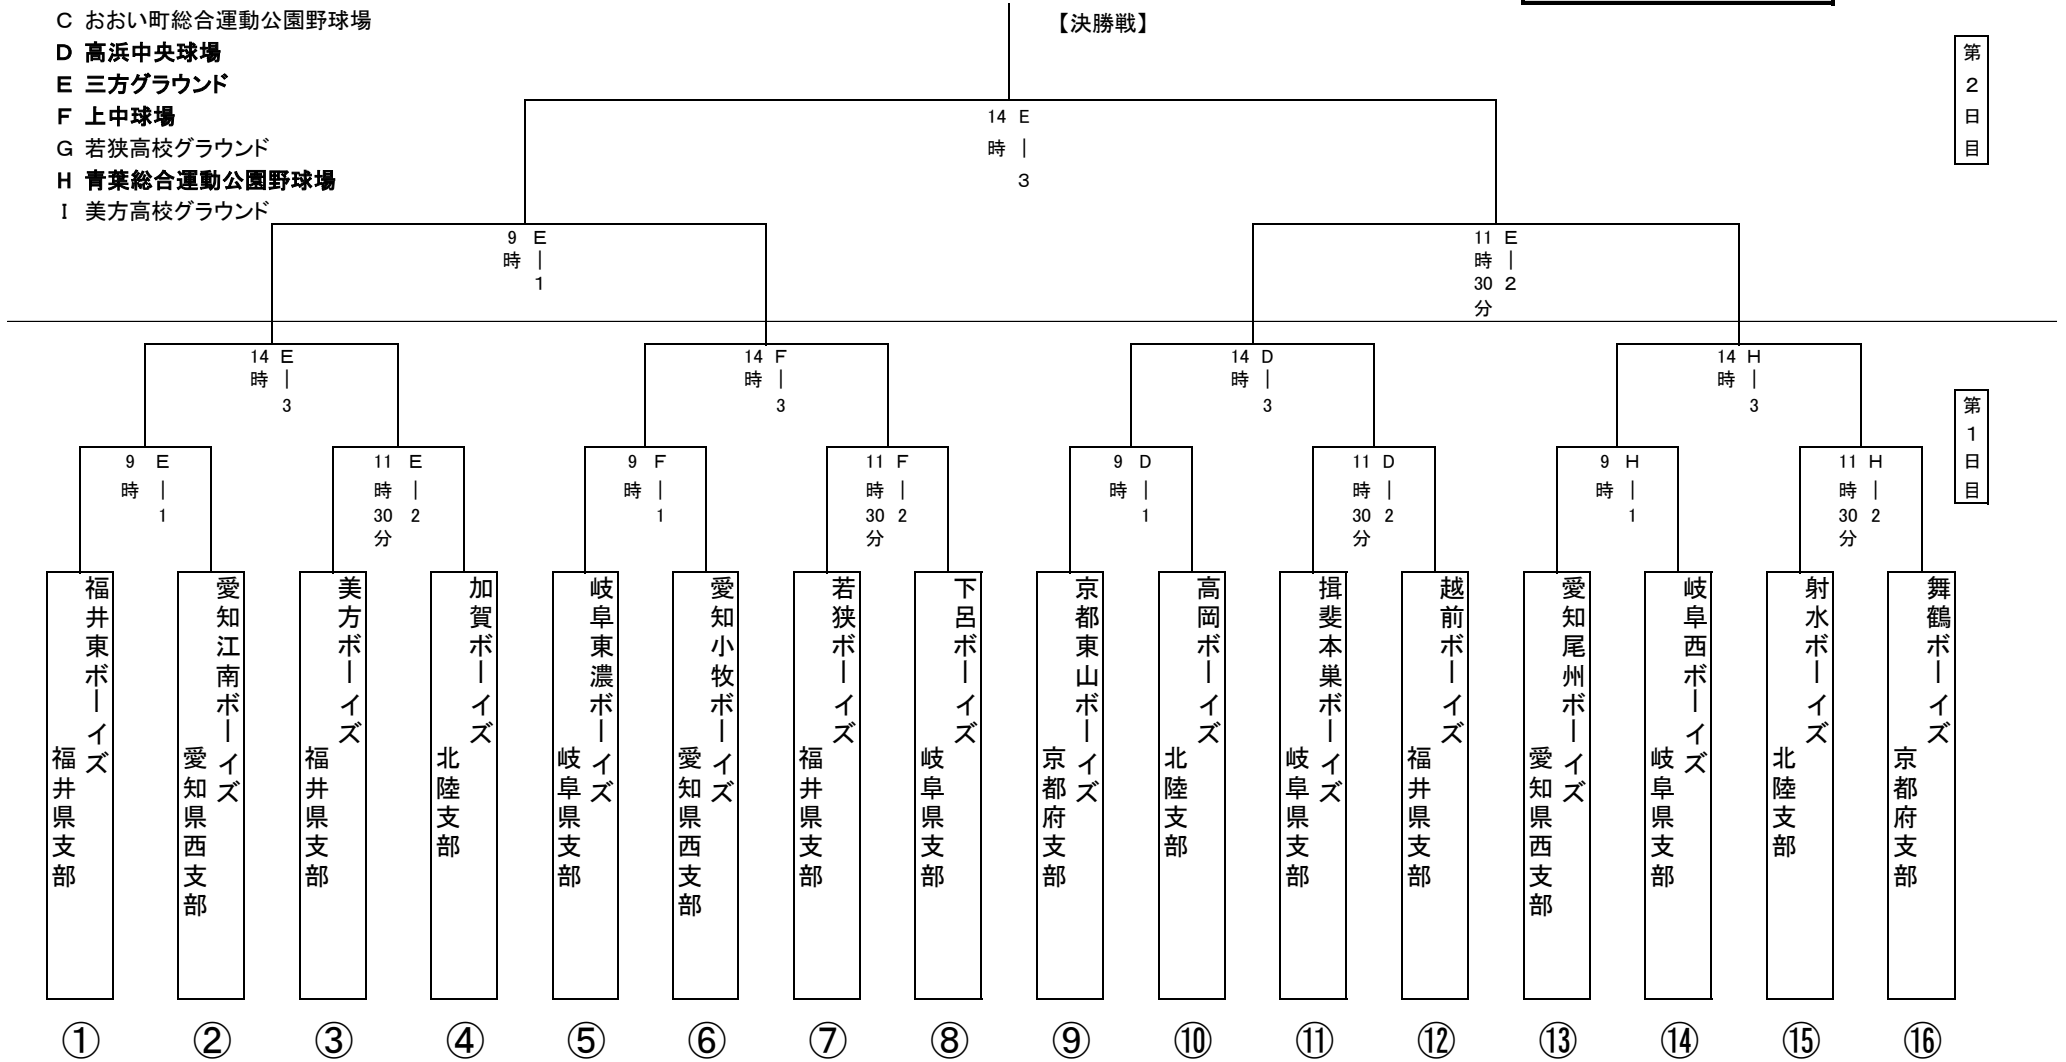 C おおい町総合運動公園野球場
D 高浜中央球場
E 三方グラウンド
F 上中球場
G 若狭高校グラウンド
H 青葉総合運動公園野球場
I 美方高校グラウンド
【決勝戦】
第2日目
14時 E|3
9時 E|1
11時30分 E|2
14時 E|3
14時 F|3
14時 D|3
14時 H|3
第1日目
9時 E|1
11時30分 E|2
9時 F|1
11時30分 F|2
9時 D|1
11時30分 D|2
9時 H|1
11時30分 H|2
福井東ボーイズ
福井県支部
愛知江南ボーイズ
愛知県西支部
美方ボーイズ
福井県支部
加賀ボーイズ
北陸支部
岐阜東濃ボーイズ
岐阜県支部
愛知小牧ボーイズ
愛知県西支部
若狭ボーイズ
福井県支部
下呂ボーイズ
岐阜県支部
京都東山ボーイズ
京都府支部
高岡ボーイズ
北陸支部
揖斐本巣ボーイズ
岐阜県支部
越前ボーイズ
福井県支部
愛知尾州ボーイズ
愛知県西支部
岐阜西ボーイズ
岐阜県支部
射水ボーイズ
北陸支部
舞鶴ボーイズ
京都府支部
① ② ③ ④ ⑤ ⑥ ⑦ ⑧ ⑨ ⑩ ⑪ ⑫ ⑬ ⑭ ⑮ ⑯